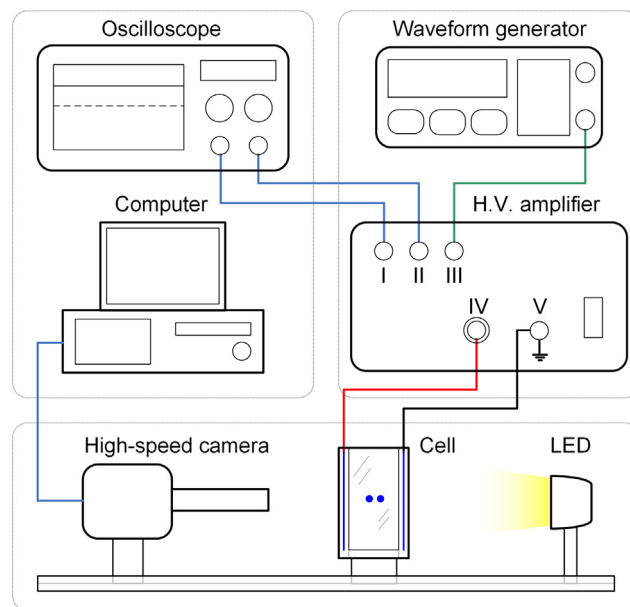 Oscilloscope
Waveform generator
Computer
H.V. amplifier
I II III
IV V
High-speed camera
Cell
LED